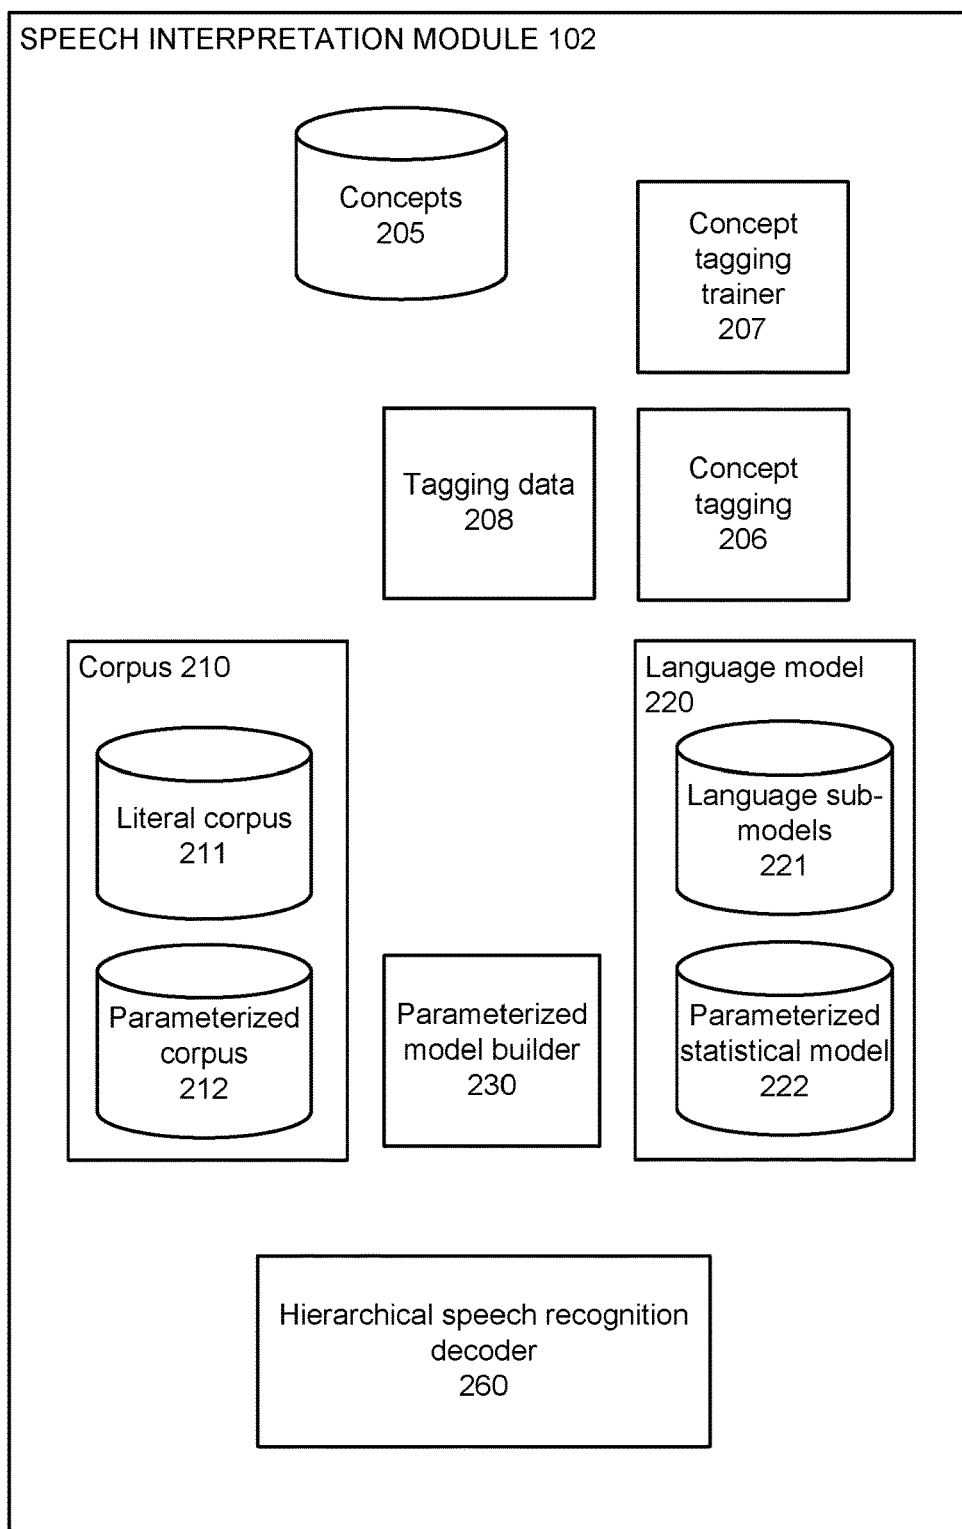 SPEECH INTERPRETATION MODULE 102
Concepts
205
Concept
tagging
trainer
207
Tagging data
208
Concept
tagging
206
Corpus 210
Literal corpus
211
Parameterized
corpus
212
Parameterized
model builder
230
Language model
220
Language sub-
models
221
Parameterized
statistical model
222
Hierarchical speech recognition
decoder
260